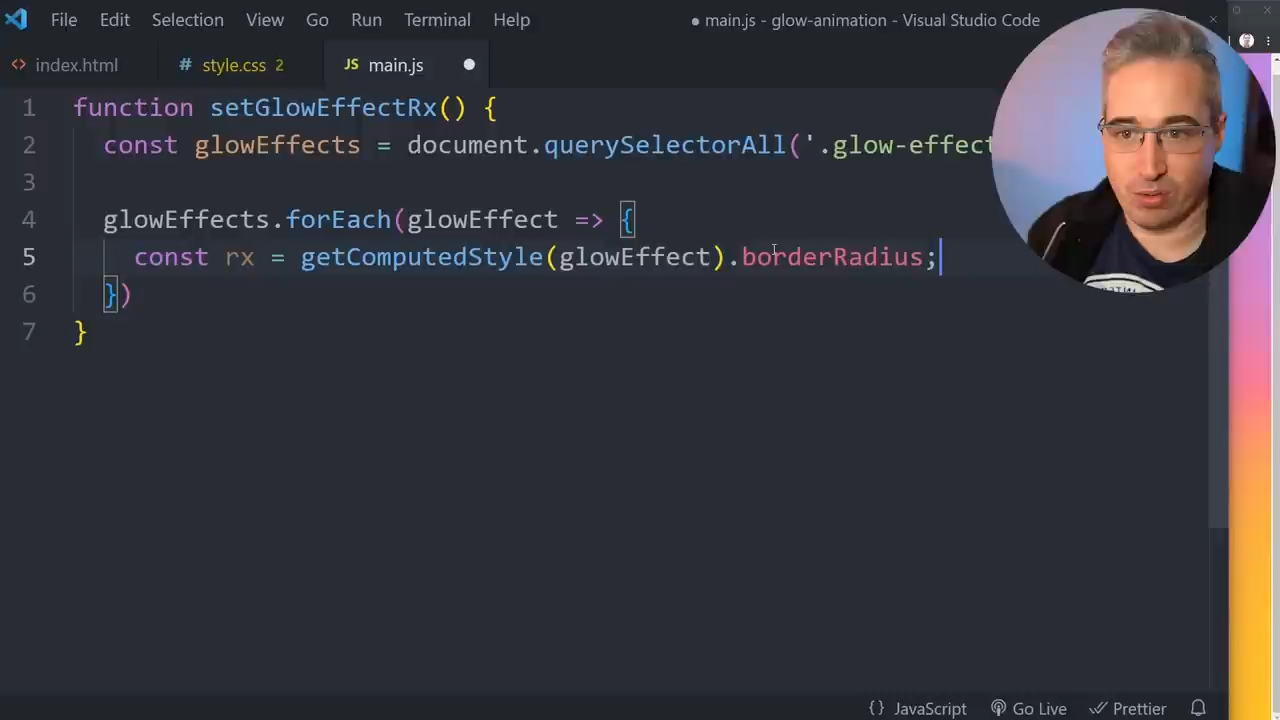 File Edit Selection View Go Run Terminal Help ● main.js - glow-animation - Visual Studio Code
<> index.html # style.css 2 JS main.js ●
1 function setGlowEffectRx() {
2 const glowEffects = document.querySelectorAll('.glow-effect
3
4 glowEffects.forEach(glowEffect => {
5 const rx = getComputedStyle(glowEffect).borderRadius;
6 })
7 }
{} JavaScript Go Live Prettier